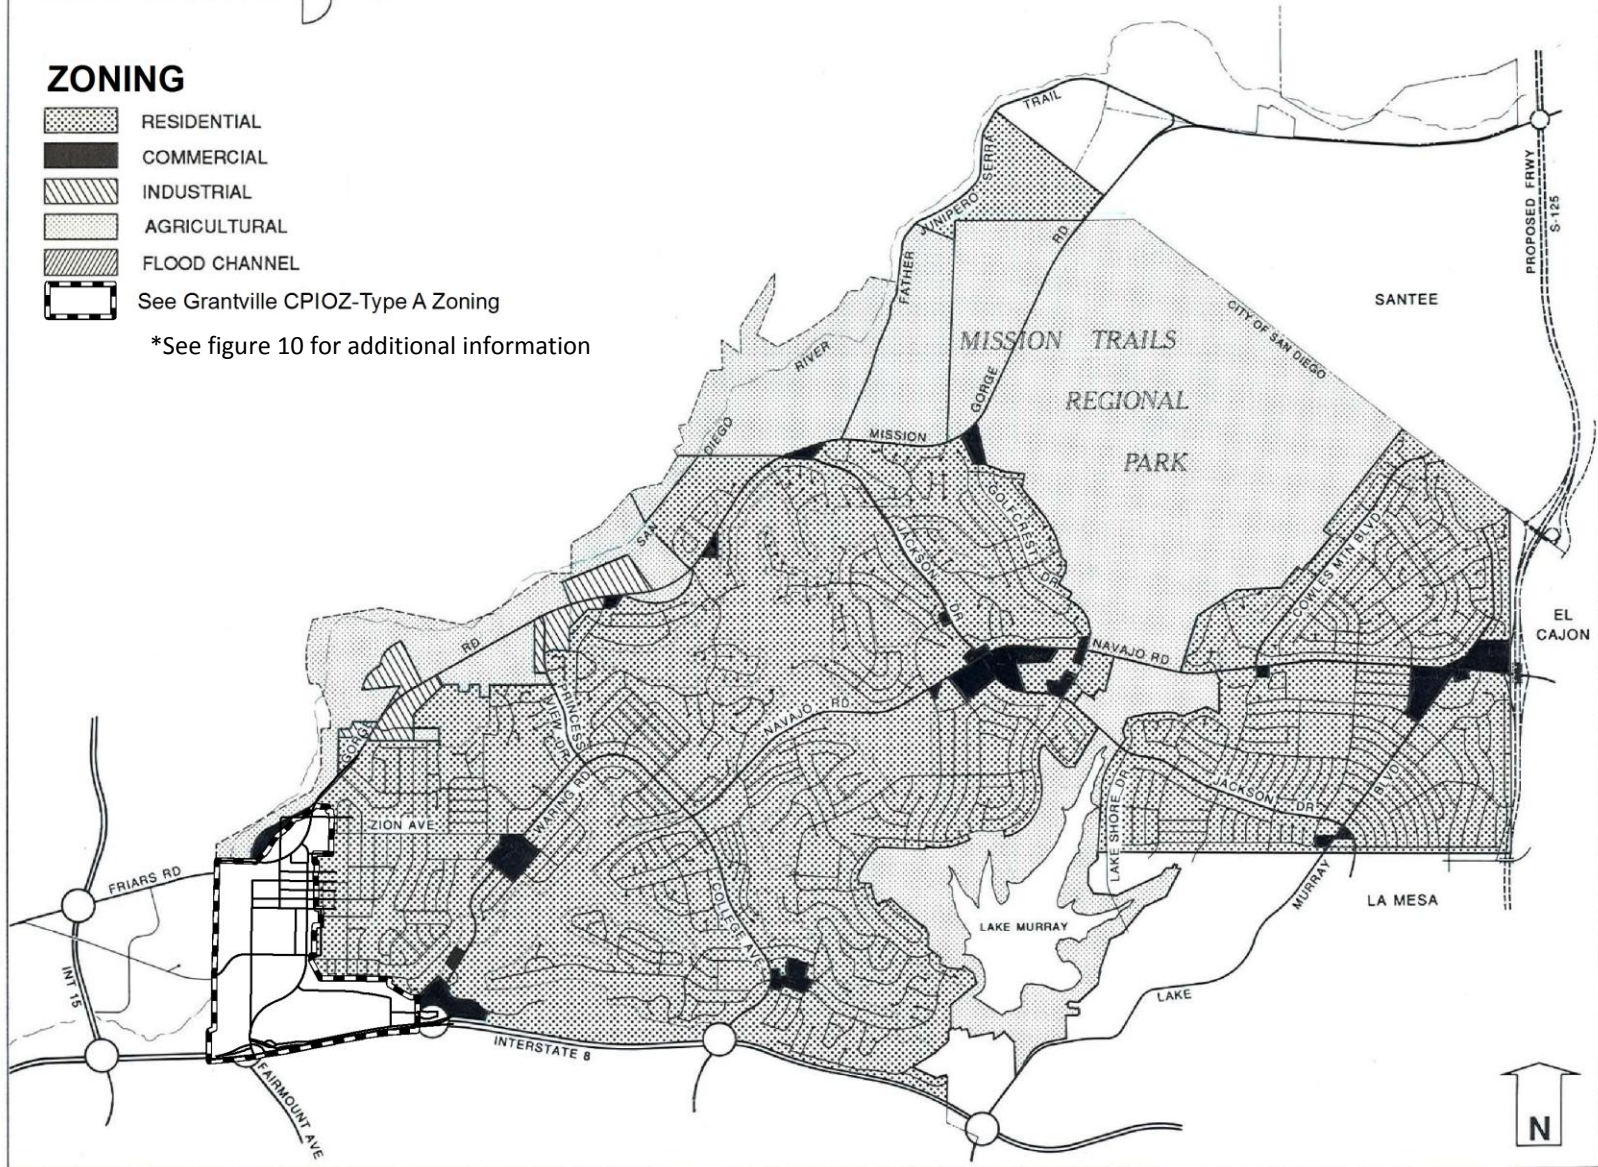 ZONING
RESIDENTIAL
COMMERCIAL
INDUSTRIAL
AGRICULTURAL
FLOOD CHANNEL
See Grantville CPIOZ-Type A Zoning
*See figure 10 for additional information
TRAIL
SERRA
JUNIPERO
FATHER
RD
GORGE
MISSION
PROPOSED FRWY
S-125
SANTEE
CITY OF SAN DIEGO
MISSION TRAILS
REGIONAL
PARK
RIVER
DIEGO
SAN
GOLFCREST
DR
JACKSON
DR
COWLES MTN BLVD
EL
CAJON
NAVAJO RD
RD
GORGE
PRINCESS
VIEW DR
NAVAJO RD
WARING RD
ZION AVE
LAKE SHORE DR
JACKSON DR
BLVD
MURRAY
LAKE
LA MESA
LAKE MURRAY
COLLEGE AVE
FRIARS RD
INT 15
INTERSTATE 8
FAIRMOUNT AVE
N